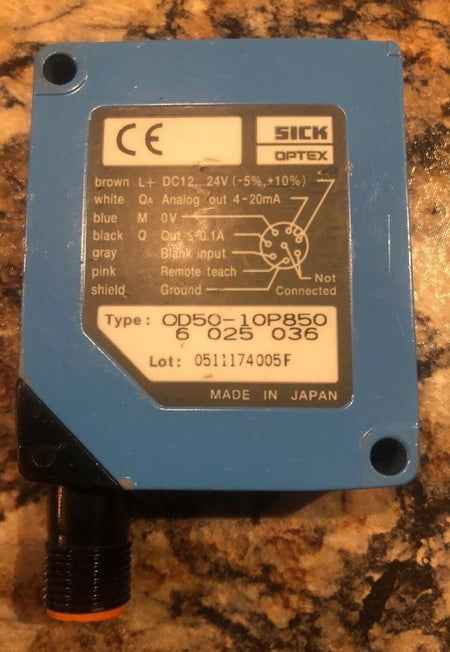 CE
SICK
OPTEX
brown L+ DC12...24V (-5%,+10%)
white QA Analog out 4-20mA
blue M 0V
black Q Out ≤ 0.1A
gray Blank input
pink Remote teach
shield Ground
Not
Connected
Type: OD50-10P850
6 025 036
Lot: 0511174005F
MADE IN JAPAN